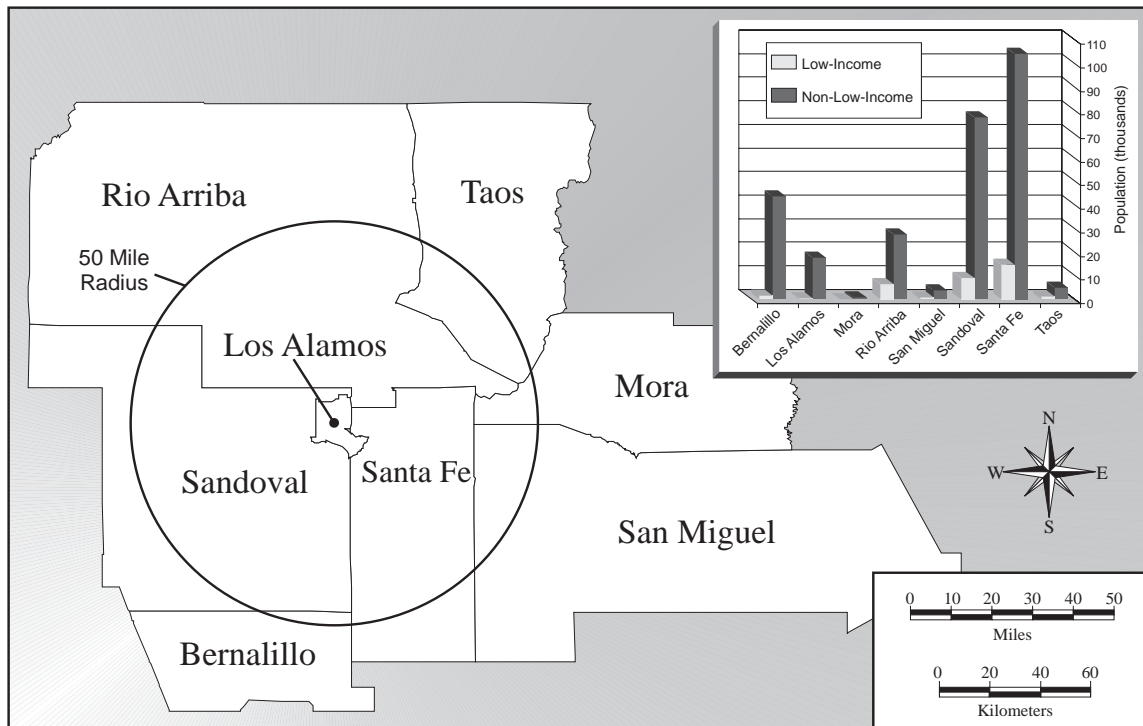 Rio Arriba
Taos
50 Mile
Radius
Los Alamos
Mora
Sandoval
Santa Fe
San Miguel
Bernalillo
Low-Income
Non-Low-Income
110
100
90
80
70
60
50
40
30
20
10
0
Population (thousands)
Bernalillo
Los Alamos
Mora
Rio Arriba
San Miguel
Sandoval
Santa Fe
Taos
N
W E
S
0 10 20 30 40 50
Miles
0 20 40 60
Kilometers